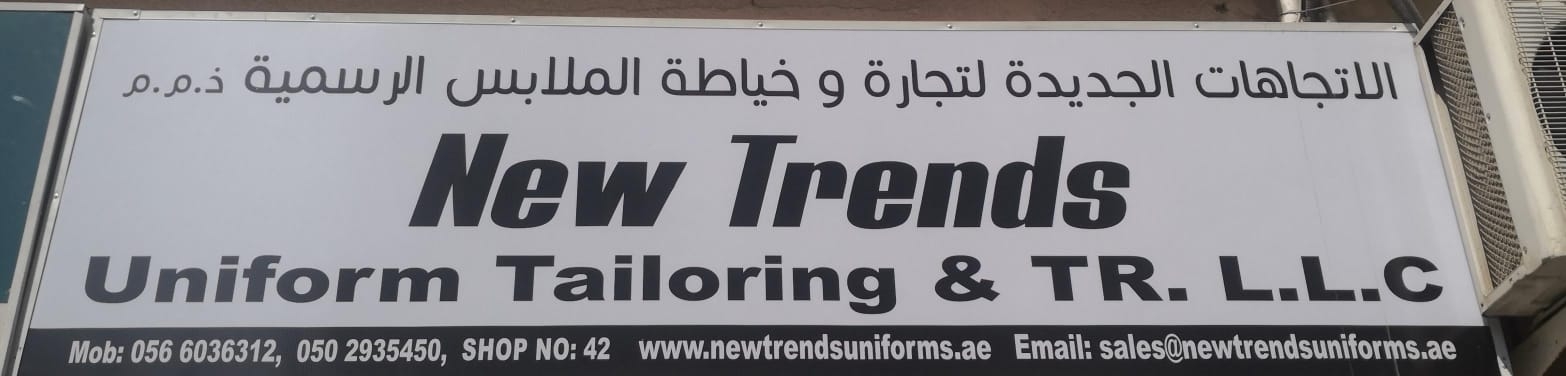 الاتجاهات الجديدة لتجارة و خياطة الملابس الرسمية ذ.م.م
New Trends
Uniform Tailoring & TR. L.L.C
Mob: 056 6036312, 050 2935450, SHOP NO: 42 www.newtrendsuniforms.ae Email: sales@newtrendsuniforms.ae